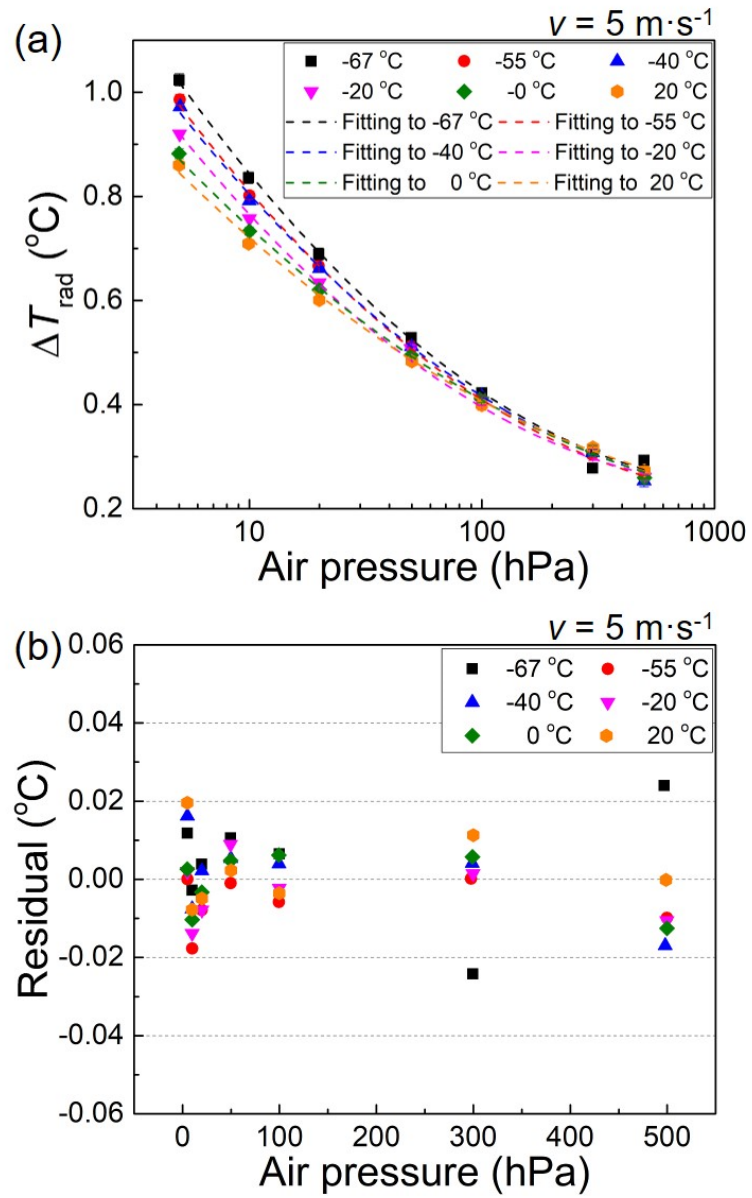 (a)
v = 5 m·s⁻¹
-67 °C -55 °C -40 °C
-20 °C -0 °C 20 °C
Fitting to -67 °C Fitting to -55 °C
Fitting to -40 °C Fitting to -20 °C
Fitting to 0 °C Fitting to 20 °C
ΔT_rad (°C)
1.0
0.8
0.6
0.4
0.2
10 100 1000
Air pressure (hPa)
(b)
v = 5 m·s⁻¹
-67 °C -55 °C
-40 °C -20 °C
0 °C 20 °C
Residual (°C)
0.06
0.04
0.02
0.00
-0.02
-0.04
-0.06
0 100 200 300 400 500
Air pressure (hPa)